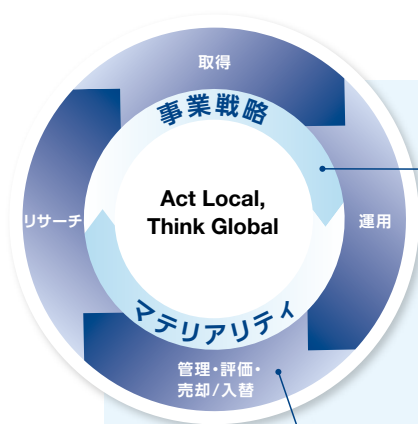 取得
事業戦略
Act Local,
Think Global
リサーチ
運用
マテリアリティ
管理・評価・
売却/入替